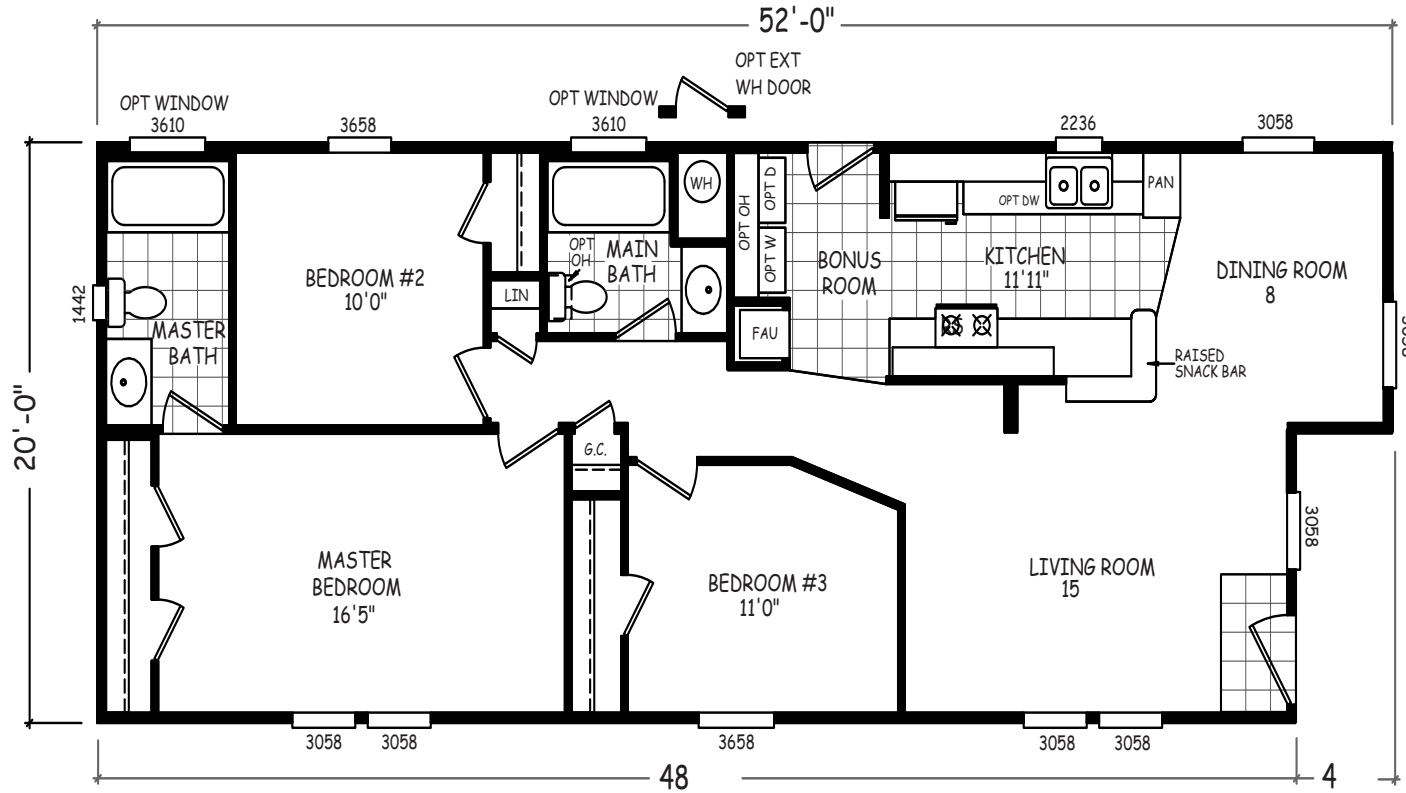 52'-0"
OPT EXT
WH DOOR
OPT WINDOW
3610
3658
OPT WINDOW
3610
2236
3058
20'-0"
WH
OPT OH
OPT D
OPT W
OPT DW
PAN
OPT
OH
MAIN
BATH
BONUS
ROOM
KITCHEN
11'11"
DINING ROOM
8
BEDROOM #2
10'0"
LIN
1442
MASTER
BATH
FAU
RAISED
SNACK BAR
G.C.
MASTER
BEDROOM
16'5"
BEDROOM #3
11'0"
LIVING ROOM
15
3058
3058
3058
3658
3058
3058
48
4